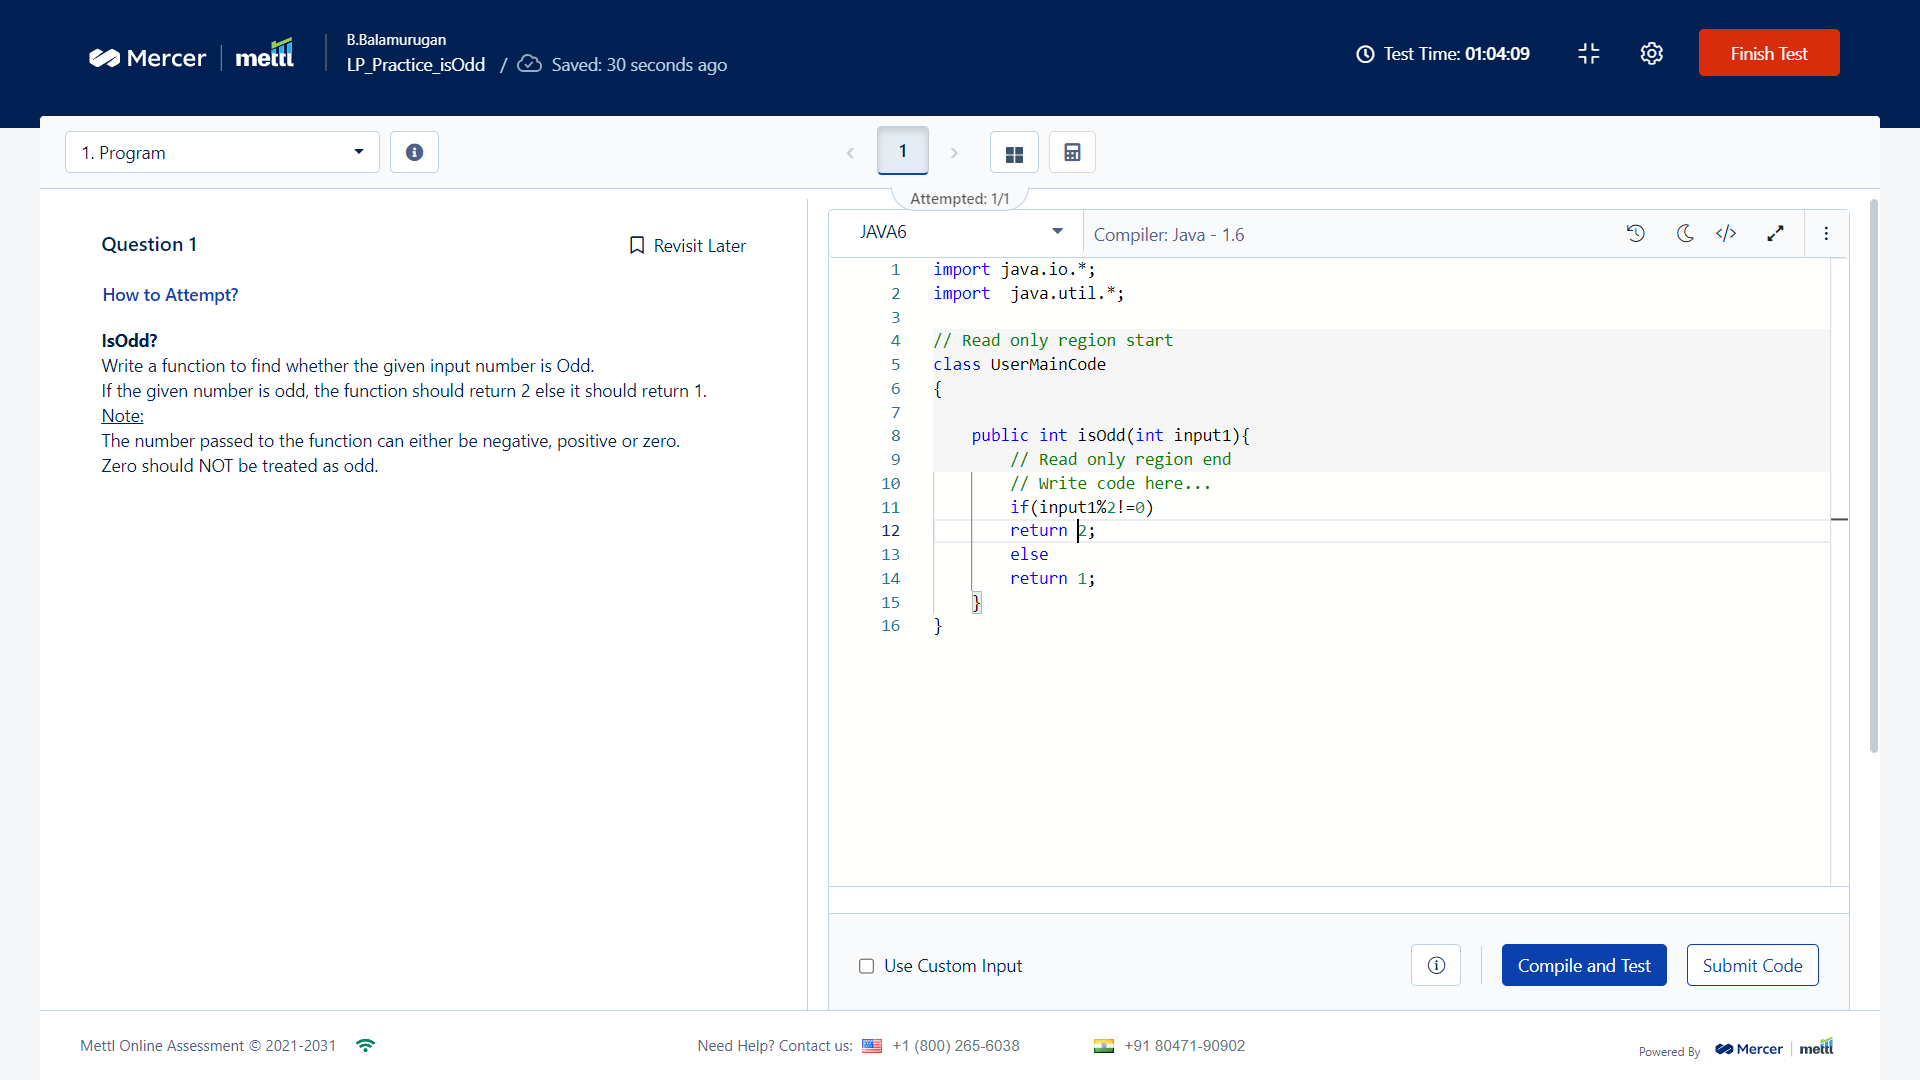 Mercer | mettl
B.Balamurugan
LP_Practice_isOdd / Saved: 30 seconds ago
Test Time: 01:04:09
Finish Test
1. Program
1
Attempted: 1/1
Question 1
Revisit Later
How to Attempt?
IsOdd?
Write a function to find whether the given input number is Odd.
If the given number is odd, the function should return 2 else it should return 1.
Note:
The number passed to the function can either be negative, positive or zero.
Zero should NOT be treated as odd.
JAVA6
Compiler: Java - 1.6
1 import java.io.*;
2 import  java.util.*;
3
4 // Read only region start
5 class UserMainCode
6 {
7
8     public int isOdd(int input1){
9         // Read only region end
10         // Write code here...
11         if(input1%2!=0)
12         return 2;
13         else
14         return 1;
15     }
16 }
Use Custom Input
Compile and Test
Submit Code
Mettl Online Assessment © 2021-2031
Need Help? Contact us: +1 (800) 265-6038
+91 80471-90902
Powered By Mercer | mettl